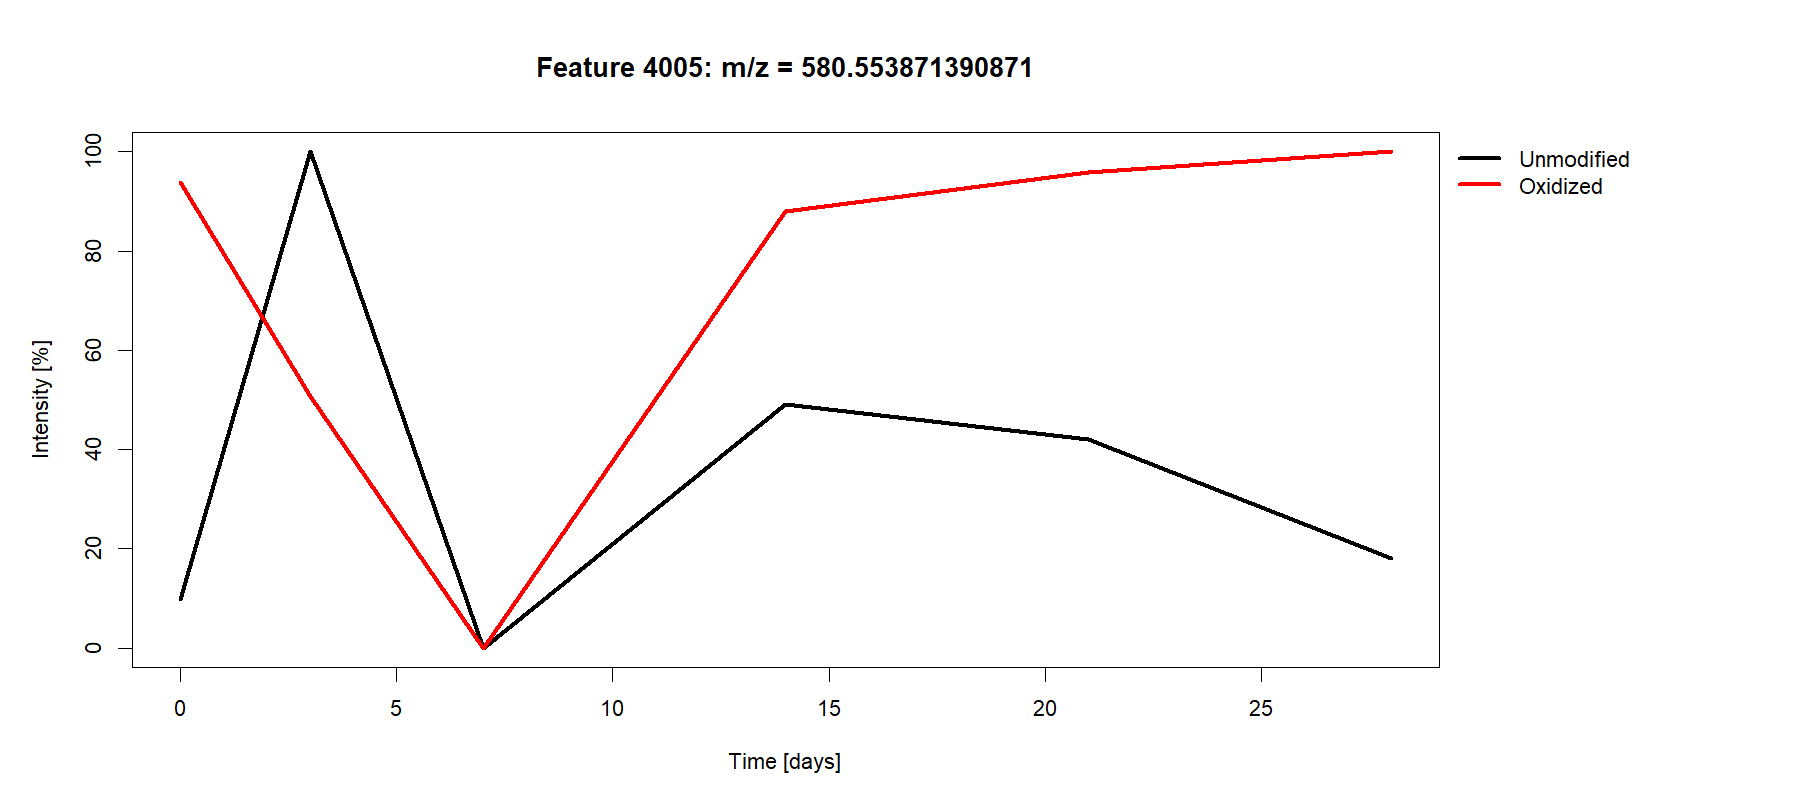 Feature 4005: m/z = 580.553871390871
Unmodified
Oxidized
Intensity [%]
100
80
60
40
20
0
0 5 10 15 20 25
Time [days]